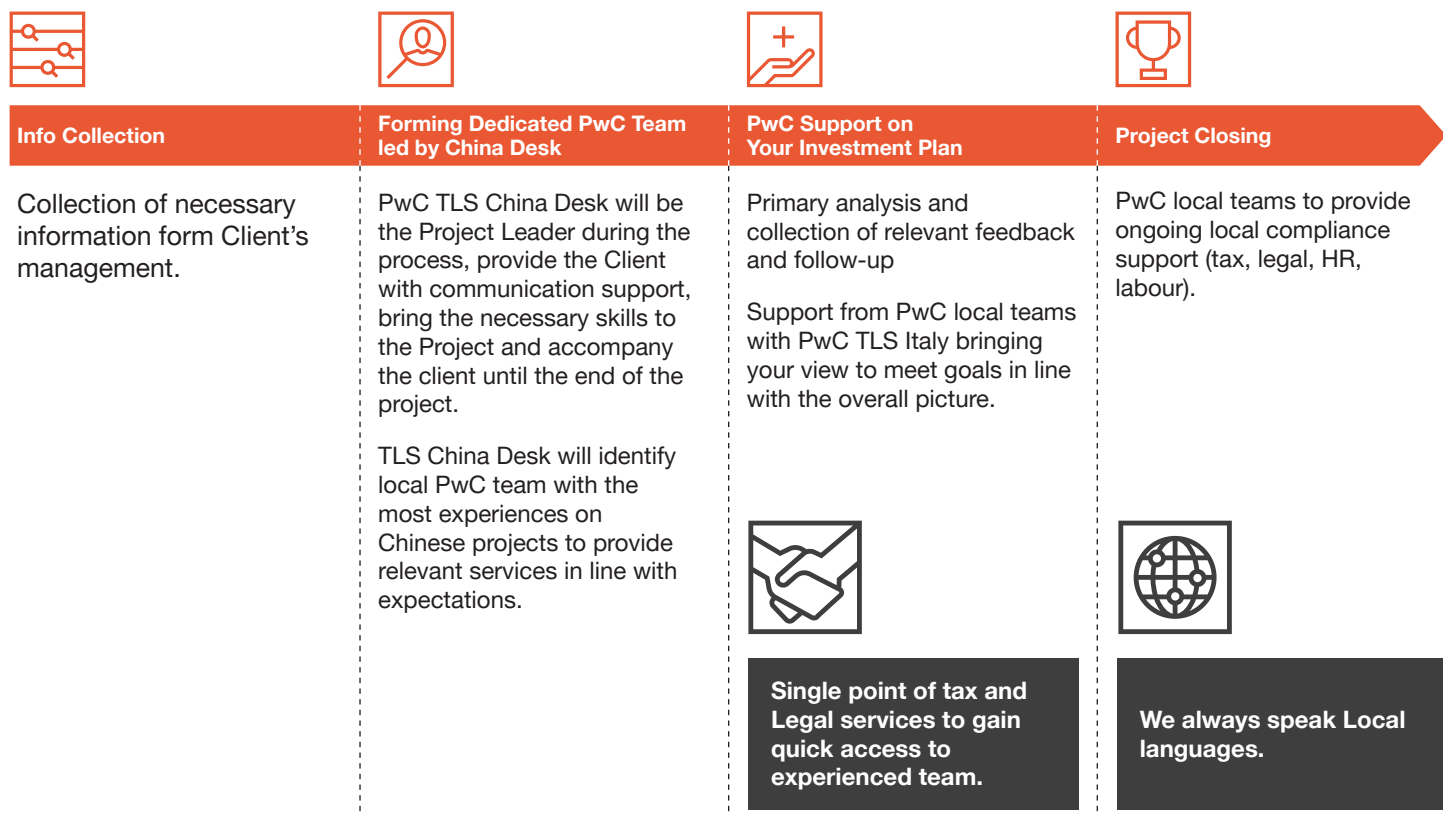 Info Collection
Collection of necessary
information form Client's
management.
Forming Dedicated PwC Team
led by China Desk
PwC TLS China Desk will be
the Project Leader during the
process, provide the Client
with communication support,
bring the necessary skills to
the Project and accompany
the client until the end of the
project.
TLS China Desk will identify
local PwC team with the
most experiences on
Chinese projects to provide
relevant services in line with
expectations.
PwC Support on
Your Investment Plan
Primary analysis and
collection of relevant feedback
and follow-up
Support from PwC local teams
with PwC TLS Italy bringing
your view to meet goals in line
with the overall picture.
Single point of tax and
Legal services to gain
quick access to
experienced team.
Project Closing
PwC local teams to provide
ongoing local compliance
support (tax, legal, HR,
labour).
We always speak Local
languages.